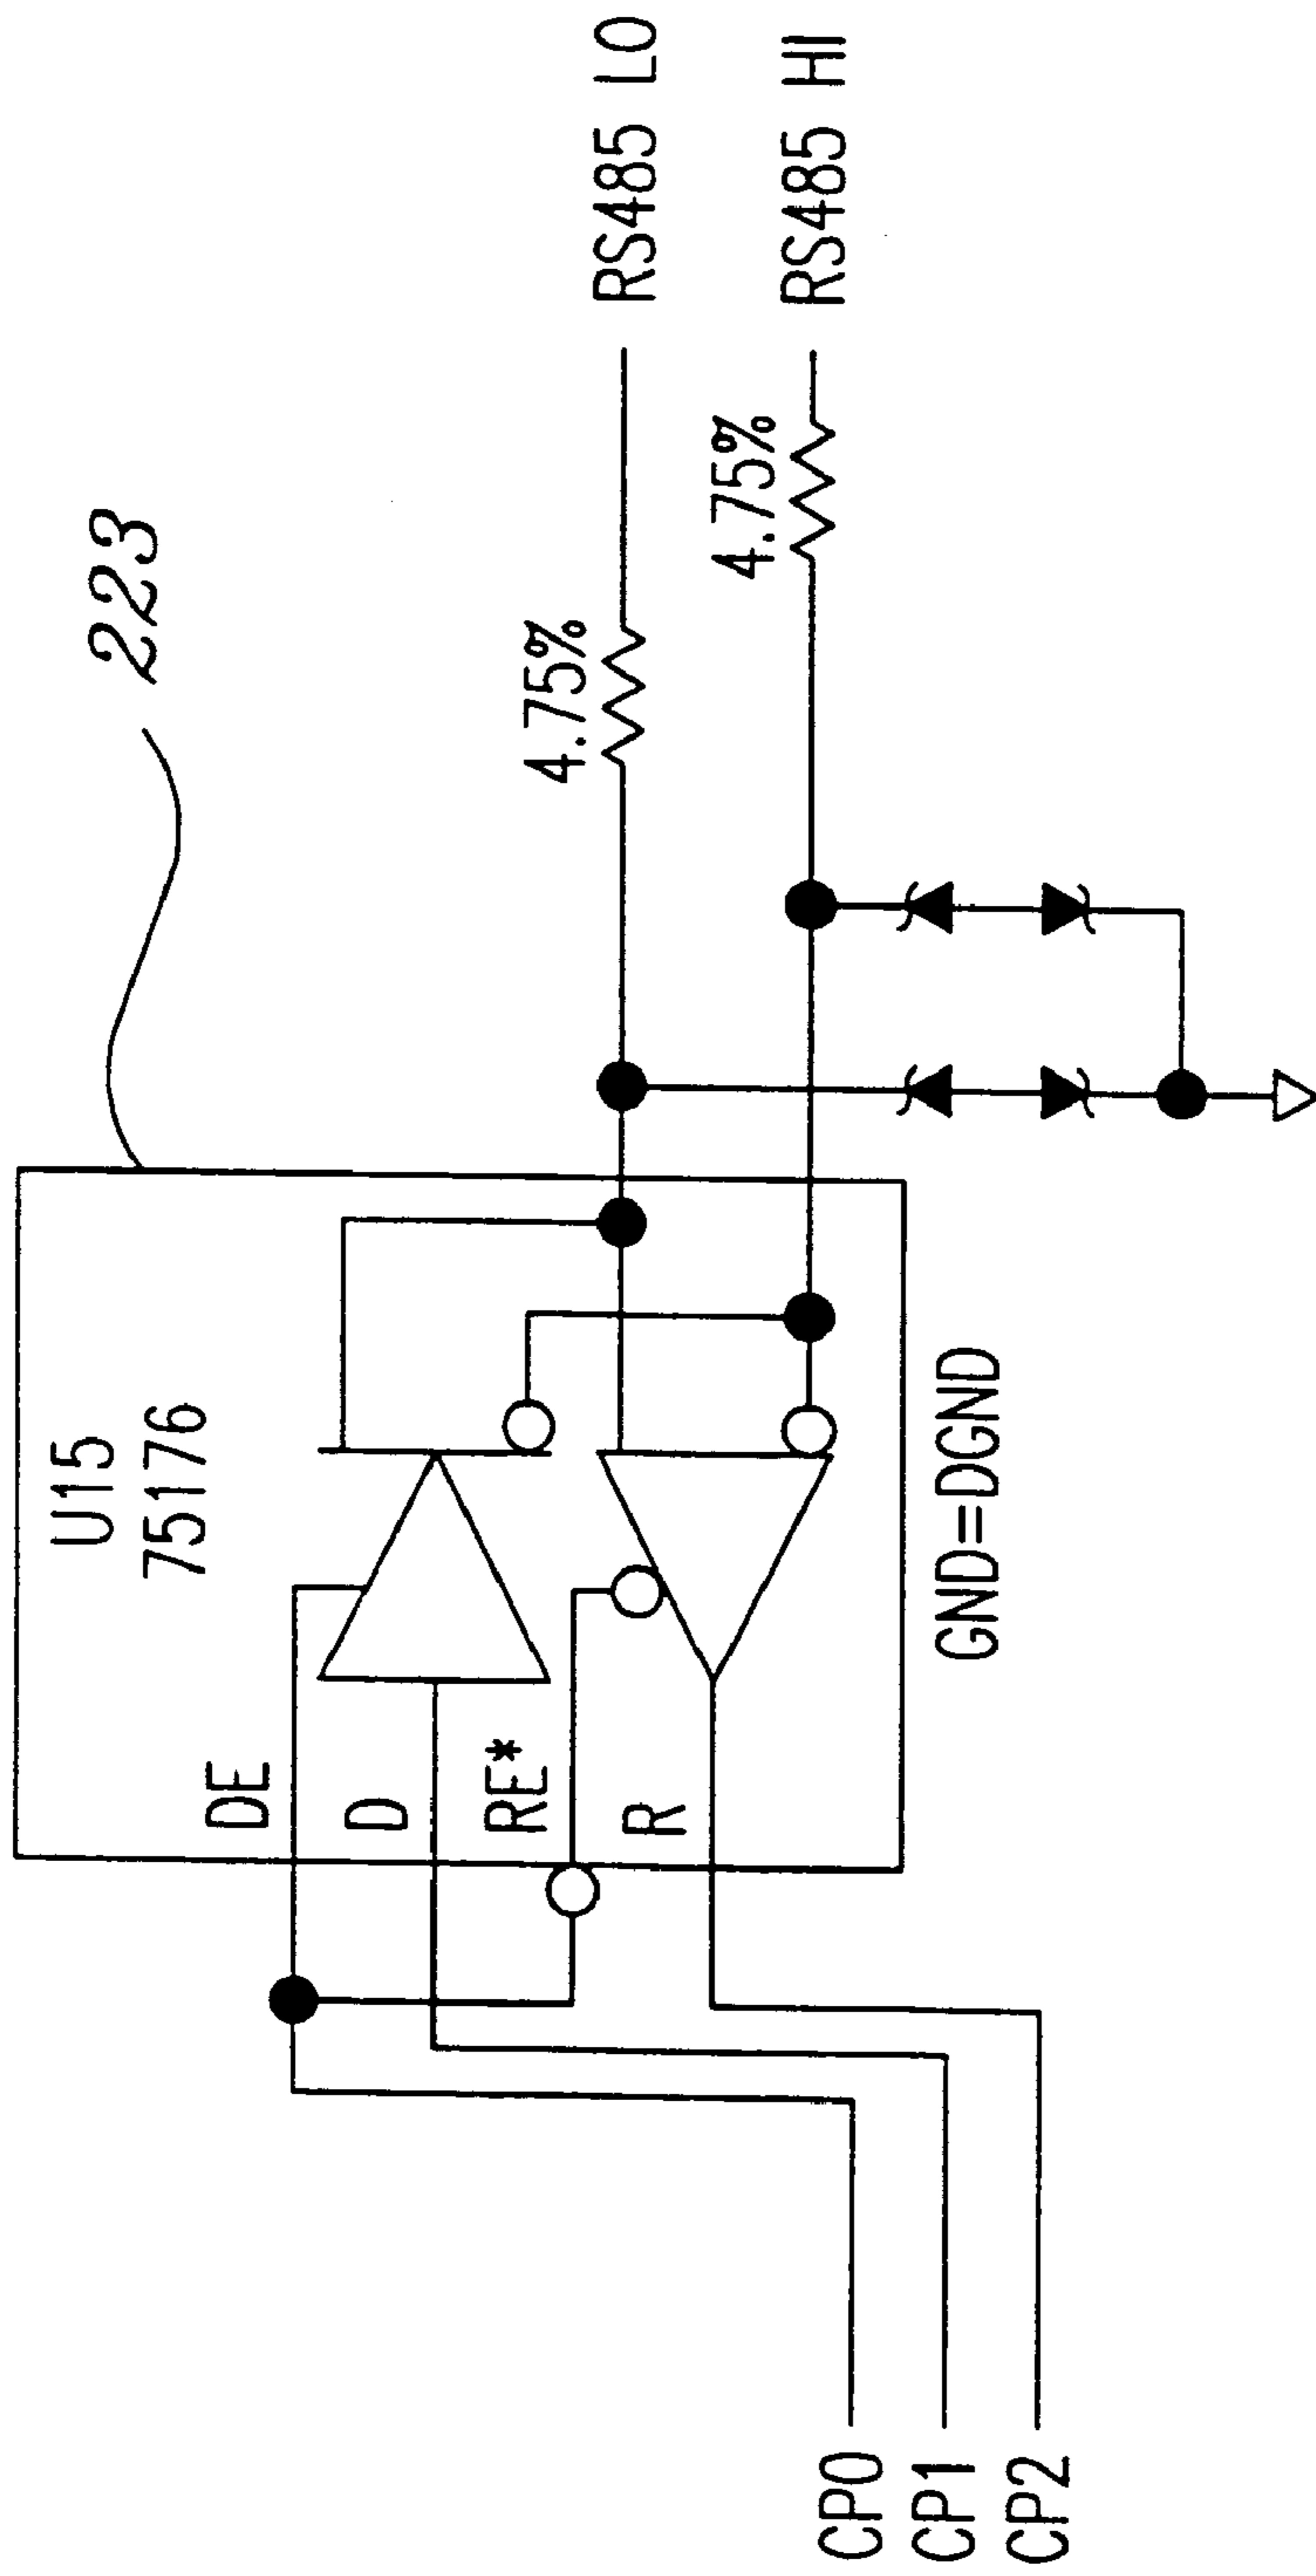 223
U15
75176
DE
D
RE*
R
GND=DGND
4.75%
4.75%
RS485 LO
RS485 HI
CP0
CP1
CP2